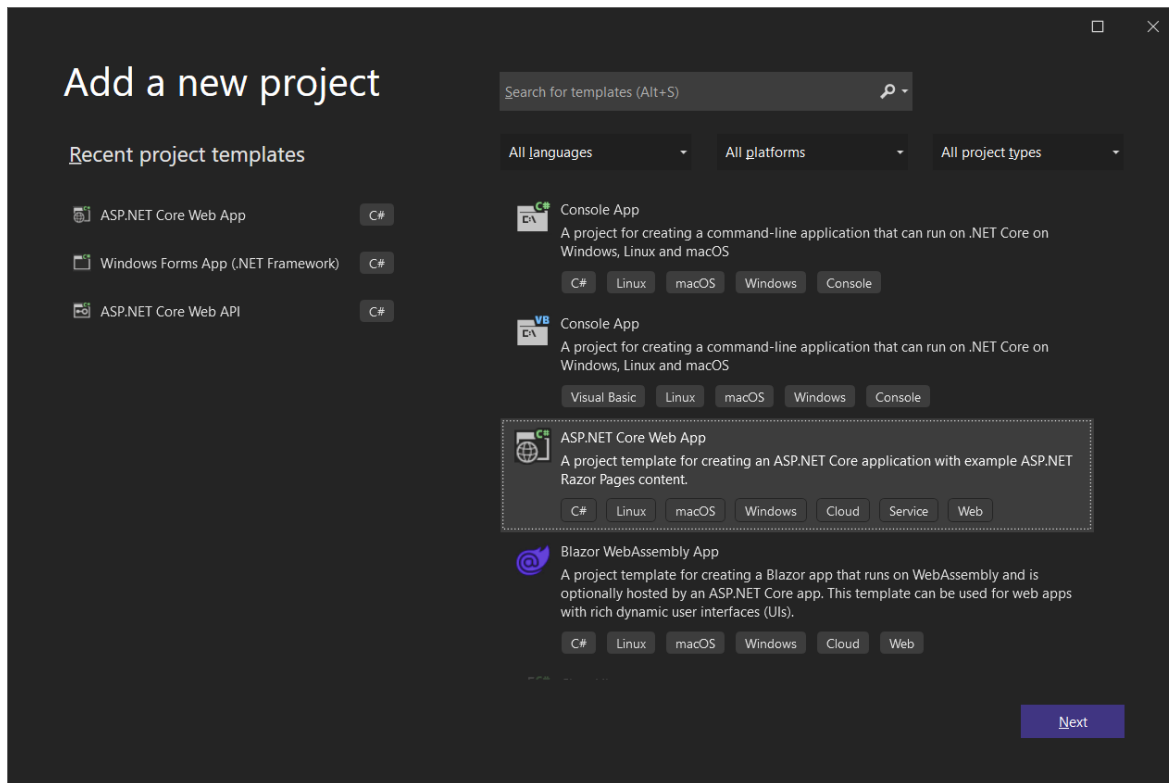 Add a new project
Search for templates (Alt+S)
Recent project templates
All languages
All platforms
All project types
ASP.NET Core Web App
C#
Windows Forms App (.NET Framework)
C#
ASP.NET Core Web API
C#
C#
Console App
A project for creating a command-line application that can run on .NET Core on
Windows, Linux and macOS
C# Linux macOS Windows Console
VB
Console App
A project for creating a command-line application that can run on .NET Core on
Windows, Linux and macOS
Visual Basic Linux macOS Windows Console
C#
ASP.NET Core Web App
A project template for creating an ASP.NET Core application with example ASP.NET
Razor Pages content.
C# Linux macOS Windows Cloud Service Web
Blazor WebAssembly App
A project template for creating a Blazor app that runs on WebAssembly and is
optionally hosted by an ASP.NET Core app. This template can be used for web apps
with rich dynamic user interfaces (UIs).
C# Linux macOS Windows Cloud Web
Next